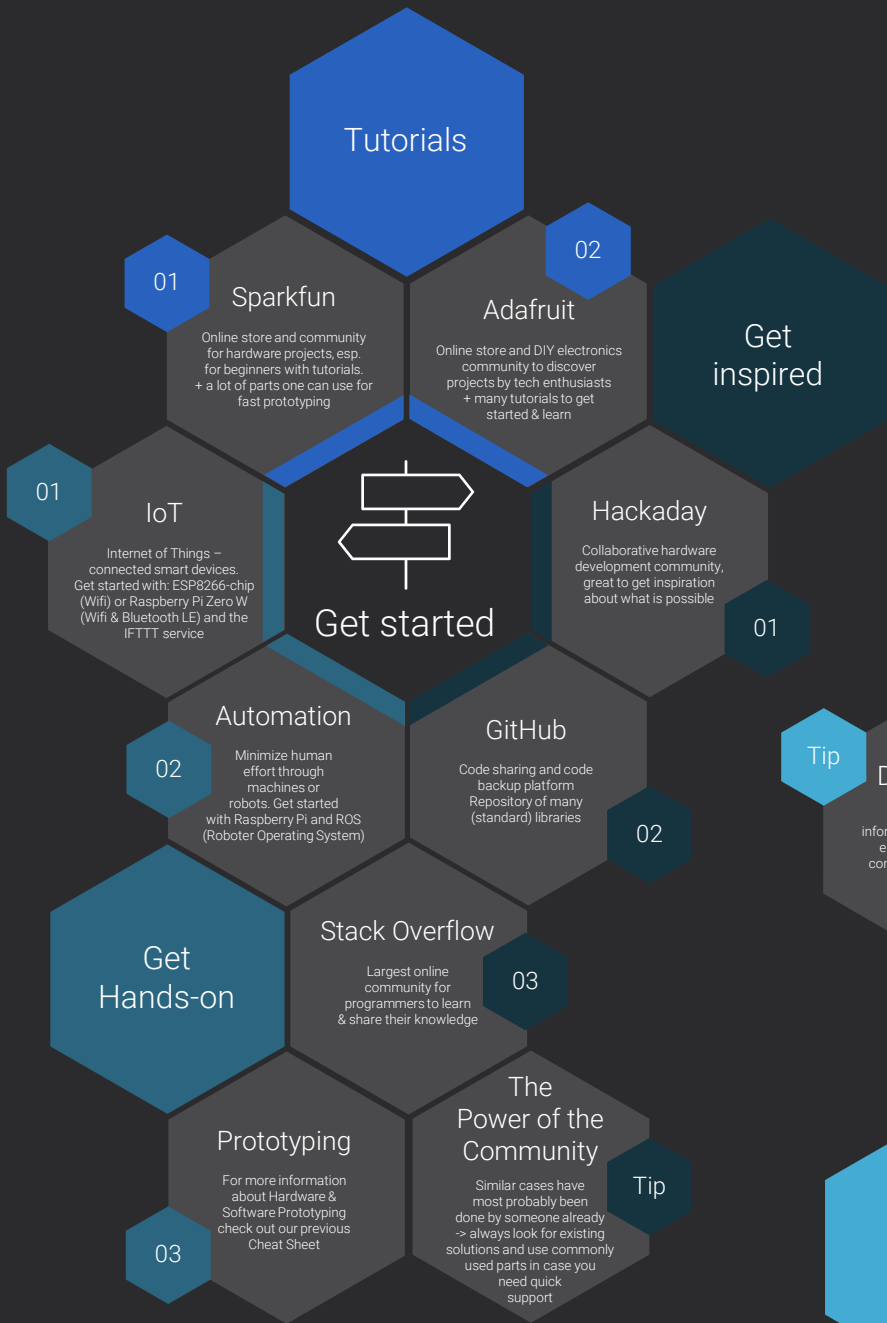 Tutorials
01
Sparkfun
Online store and community
for hardware projects, esp.
for beginners with tutorials.
+ a lot of parts one can use for
fast prototyping
02
Adafruit
Online store and DIY electronics
community to discover
projects by tech enthusiasts
+ many tutorials to get
started & learn
Get
inspired
01
IoT
Internet of Things –
connected smart devices.
Get started with: ESP8266-chip
(Wifi) or Raspberry Pi Zero W
(Wifi & Bluetooth LE) and the
IFTTT service
Get started
Hackaday
Collaborative hardware
development community,
great to get inspiration
about what is possible
01
Automation
02
Minimize human
effort through
machines or
robots. Get started
with Raspberry Pi and ROS
(Roboter Operating System)
GitHub
Code sharing and code
backup platform
Repository of many
(standard) libraries
02
Tip
Get
Hands-on
Stack Overflow
Largest online
community for
programmers to learn
& share their knowledge
03
Prototyping
For more information
about Hardware &
Software Prototyping
check out our previous
Cheat Sheet
03
The
Power of the
Community
Similar cases have
most probably been
done by someone already
-> always look for existing
solutions and use commonly
used parts in case you
need quick
support
Tip